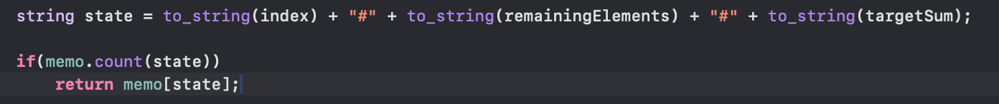 string state = to_string(index) + "#" + to_string(remainingElements) + "#" + to_string(targetSum);
if(memo.count(state))
return memo[state];